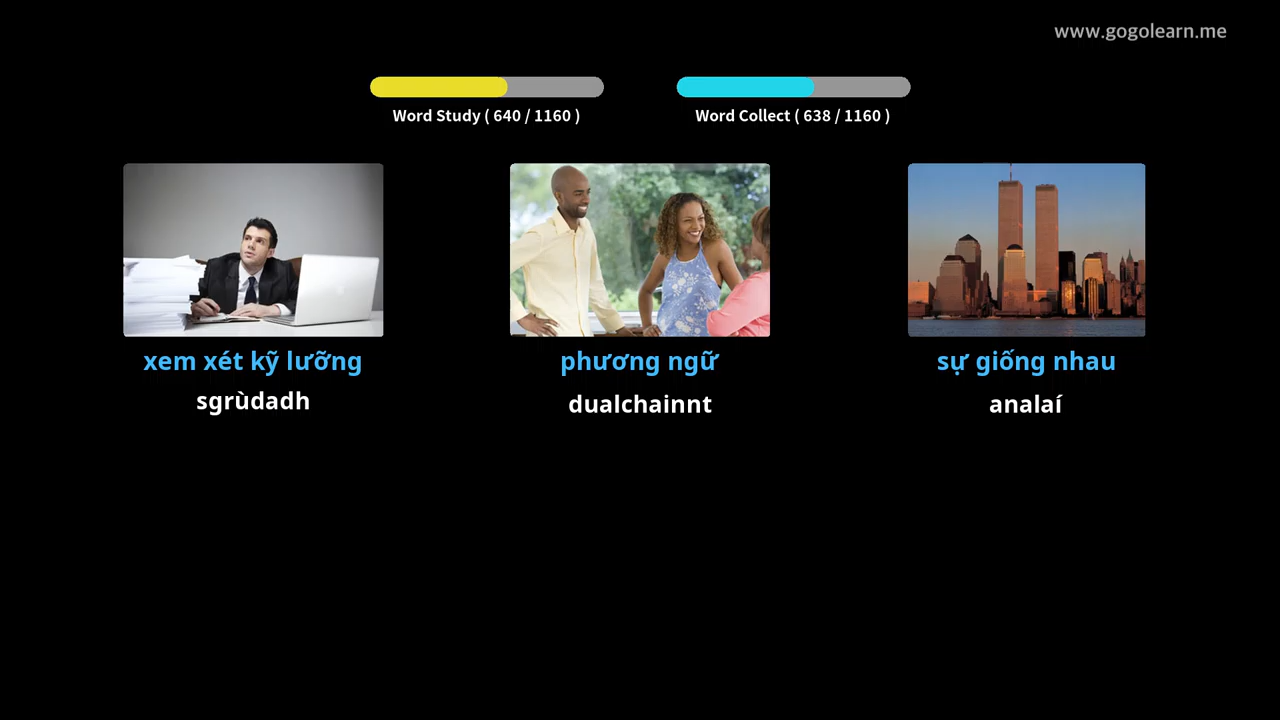 www.gogolearn.me
Word Study ( 640 / 1160 )
Word Collect ( 638 / 1160 )
xem xét kỹ lưỡng
sgrùdadh
phương ngữ
dualchainnt
sự giống nhau
analaí